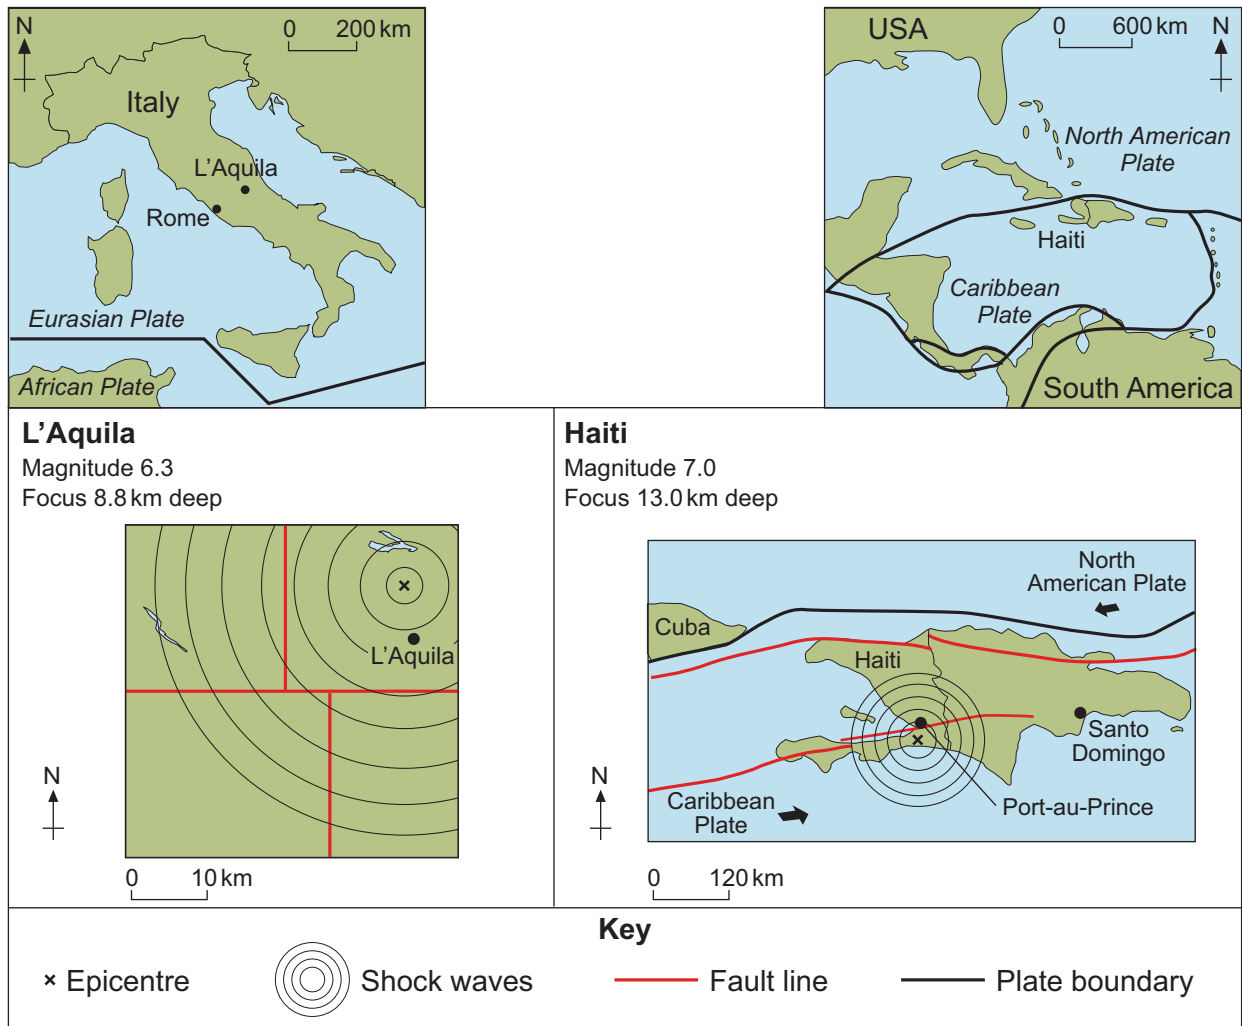 N
0 200 km
Italy
L'Aquila
Rome
Eurasian Plate
African Plate
USA
0 600 km
N
North American
Plate
Haiti
Caribbean
Plate
South America
L'Aquila
Magnitude 6.3
Focus 8.8 km deep
L'Aquila
N
0 10 km
Haiti
Magnitude 7.0
Focus 13.0 km deep
North
American Plate
Cuba
Haiti
Santo
Domingo
Port-au-Prince
Caribbean
Plate
N
0 120 km
Key
Epicentre
Shock waves
Fault line
Plate boundary